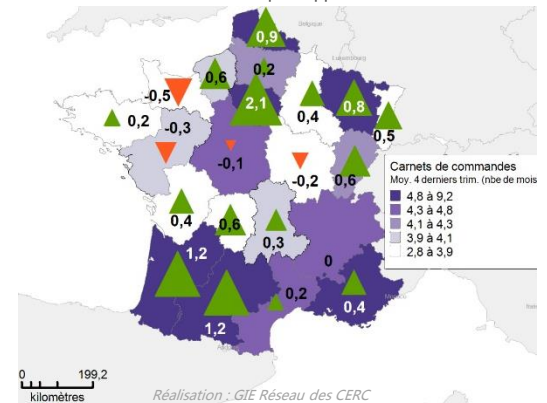 Belgique
0,9
Luxembourg
0,6
0,2
-0,5
0,8
2,1
0,4
0,2
-0,3
0,5
-0,1
-0,2
0,6
Carnets de commandes
Moy. 4 derniers trim. (nbe de mois
4,8 à 9,2
4,3 à 4,8
4,1 à 4,3
3,9 à 4,1
2,8 à 3,9
0,4
0,6
0,3
1,2
0
0,2
0,4
1,2
0 199,2
kilomètres
Réalisation : GIE Réseau des CERC